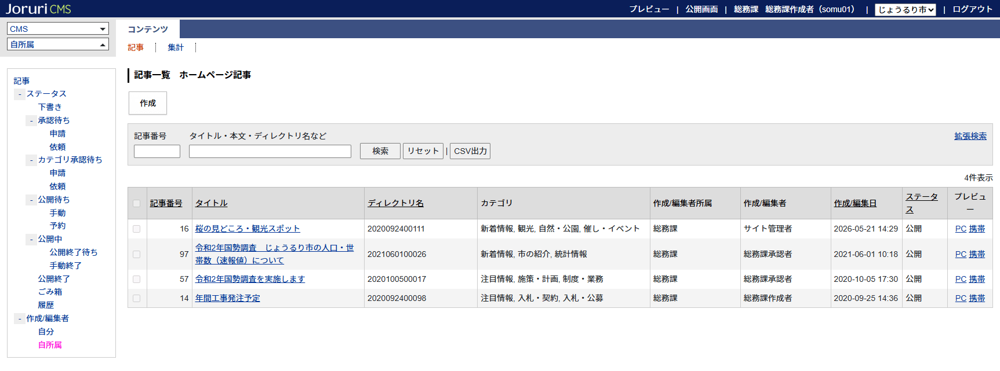 Joruri CMS
プレビュー | 公開画面 | 総務課 総務課作成者（somu01） | じょうるり市 | ログアウト
CMS
自所属
コンテンツ
記事 集計
記事
- ステータス
下書き
- 承認待ち
申請
依頼
- カテゴリ承認待ち
申請
依頼
- 公開待ち
手動
予約
- 公開中
公開終了待ち
手動終了
公開終了
ごみ箱
履歴
- 作成/編集者
自分
自所属
記事一覧 ホームページ記事
作成
記事番号 タイトル・本文・ディレクトリ名など 拡張検索
検索 リセット | CSV出力
4件表示
記事番号 タイトル ディレクトリ名 カテゴリ 作成/編集者所属 作成/編集者 作成/編集日 ステータス プレビュー
16 桜の見どころ・観光スポット 2020092400111 新着情報, 観光, 自然・公園, 催し・イベント 総務課 サイト管理者 2026-05-21 14:29 公開 PC 携帯
97 令和2年国勢調査　じょうるり市の人口・世帯数（速報値）について 2021060100026 新着情報, 市の紹介, 統計情報 総務課 総務課承認者 2021-06-01 10:18 公開 PC 携帯
57 令和2年国勢調査を実施します 2020100500017 注目情報, 施策・計画, 制度・業務 総務課 総務課承認者 2020-10-05 17:30 公開 PC 携帯
14 年間工事発注予定 2020092400098 注目情報, 入札・契約, 入札・公募 総務課 総務課作成者 2020-09-25 14:36 公開 PC 携帯